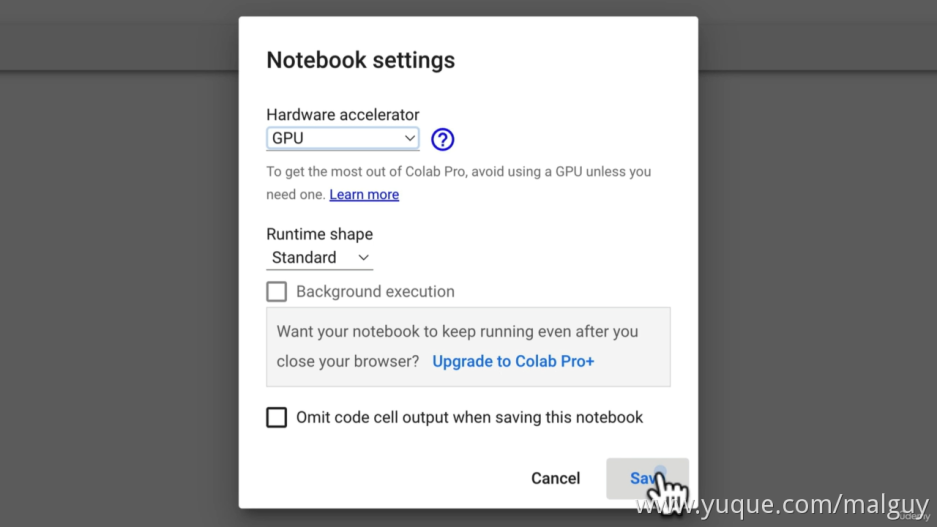 Notebook settings
Hardware accelerator
GPU
?
To get the most out of Colab Pro, avoid using a GPU unless you
need one. Learn more
Runtime shape
Standard
Background execution
Want your notebook to keep running even after you
close your browser? Upgrade to Colab Pro+
Omit code cell output when saving this notebook
Cancel
www.yuque.com/malguy
Udemy